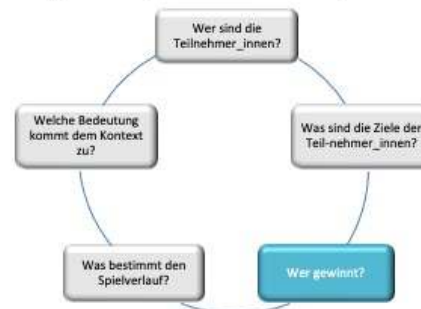 Wer sind die
Teilnehmer_innen?
Was sind die Ziele der
Teil-nehmer_innen?
Wer gewinnt?
Was bestimmt den
Spielverlauf?
Welche Bedeutung
kommt dem Kontext
zu?